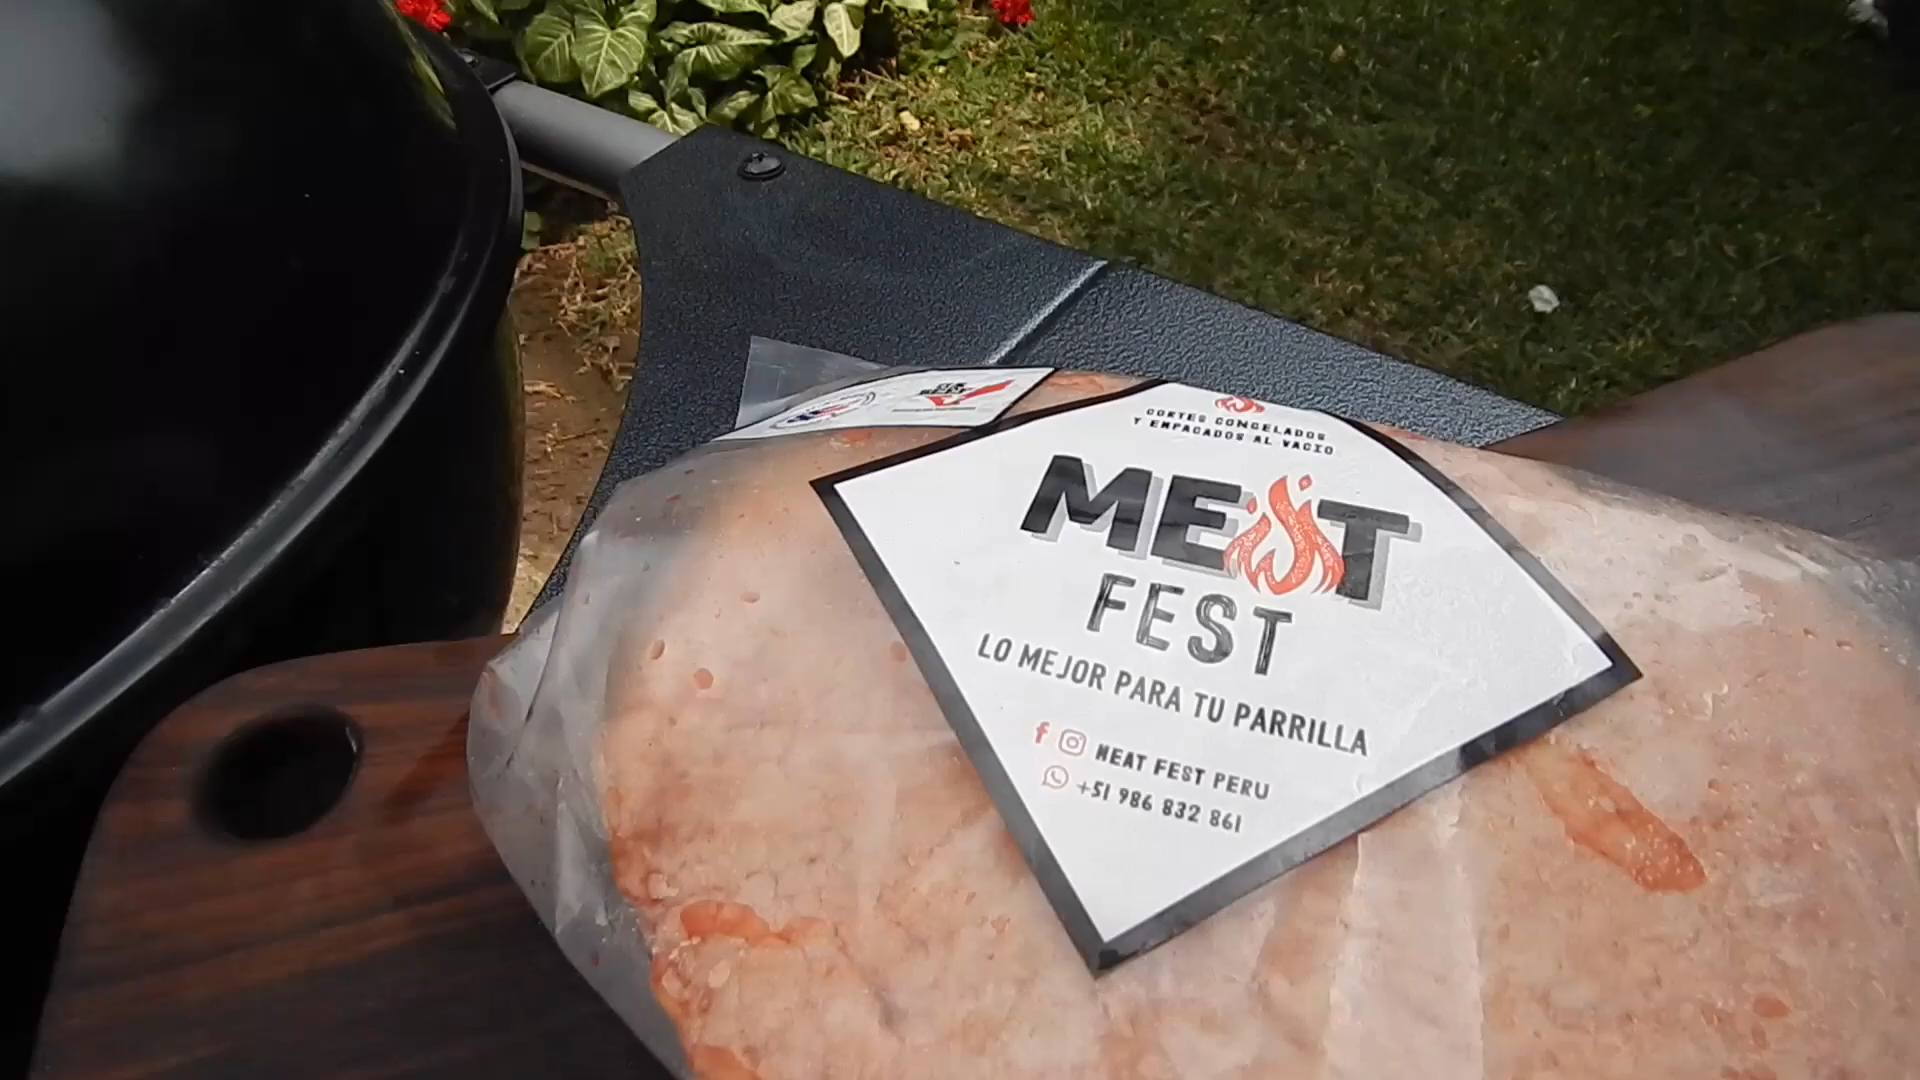 CORTES CONGELADOS
Y EMPACADOS AL VACIO
MEAT
FEST
LO MEJOR PARA TU PARRILLA
MEAT FEST PERU
+51 986 832 861